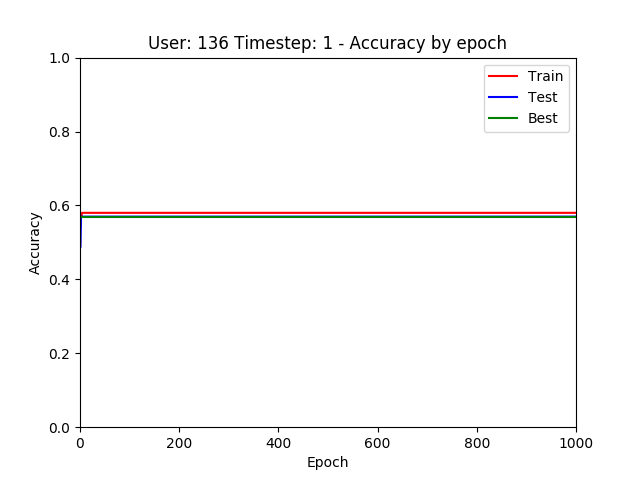 User: 136 Timestep: 1 - Accuracy by epoch
1.0
0.8
0.6
0.4
0.2
0.0
Accuracy
Train
Test
Best
0 200 400 600 800 1000
Epoch